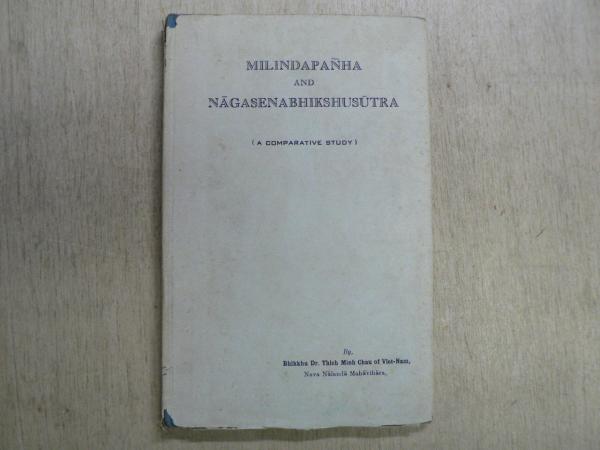 MILINDAPAÑHA
AND
NĀGASENABHIKSHUSŪTRA
( A COMPARATIVE STUDY )
By,
Bhikkhu Dr. Thich Minh Chau of Viet-Nam,
Nava Nālandā Mahāvihāra,